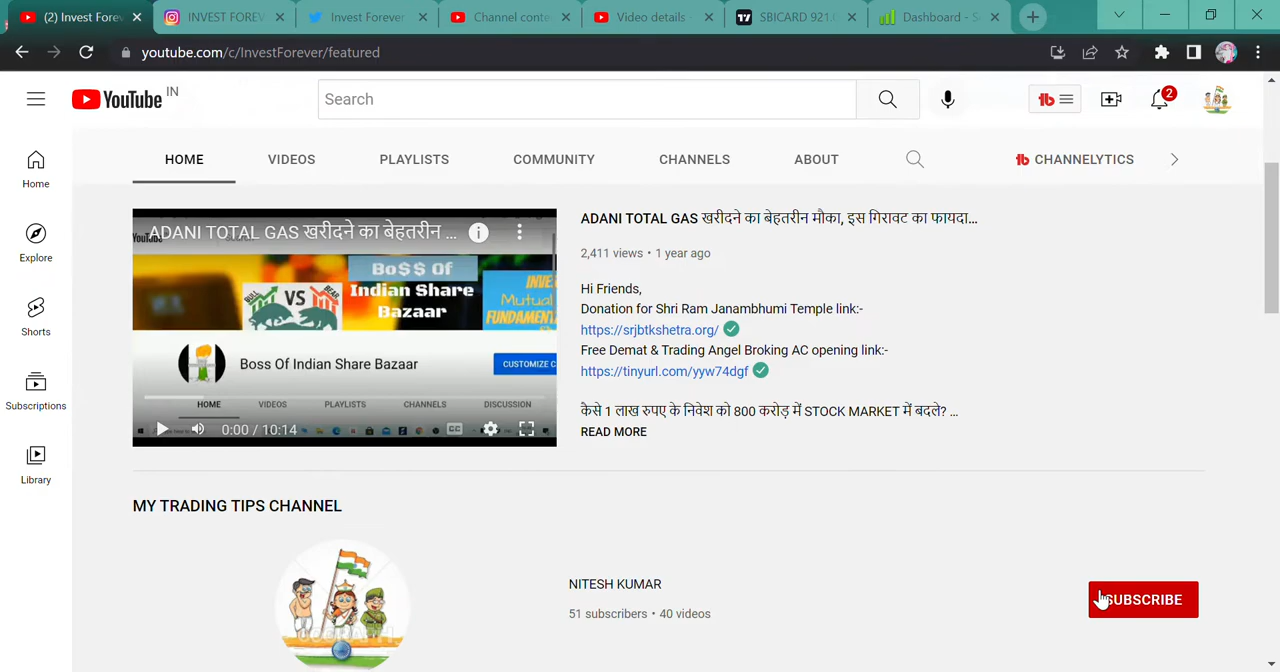 (2) Invest Forev
INVEST FOREV
Invest Forever
Channel conte
Video details
SBICARD 921.
Dashboard - S
youtube.com/c/InvestForever/featured
YouTube IN
Search
2
HOME
VIDEOS
PLAYLISTS
COMMUNITY
CHANNELS
ABOUT
CHANNELYTICS
Home
Explore
Shorts
Subscriptions
Library
ADANI TOTAL GAS खरीदने का बेहतरीन ...
Bo$$ Of
Indian Share
Bazaar
VS
Mutual
FUNDAMENT
Boss Of Indian Share Bazaar
CUSTOMIZE C
HOME
VIDEOS
PLAYLISTS
CHANNELS
DISCUSSION
0:00 / 10:14
ADANI TOTAL GAS खरीदने का बेहतरीन मौका, इस गिरावट का फायदा...
2,411 views • 1 year ago
Hi Friends,
Donation for Shri Ram Janambhumi Temple link:-
https://srjbtkshetra.org/
Free Demat & Trading Angel Broking AC opening link:-
https://tinyurl.com/yyw74dgf
कैसे 1 लाख रुपए के निवेश को 800 करोड़ में STOCK MARKET में बदले? ...
READ MORE
MY TRADING TIPS CHANNEL
NITESH KUMAR
51 subscribers • 40 videos
SUBSCRIBE